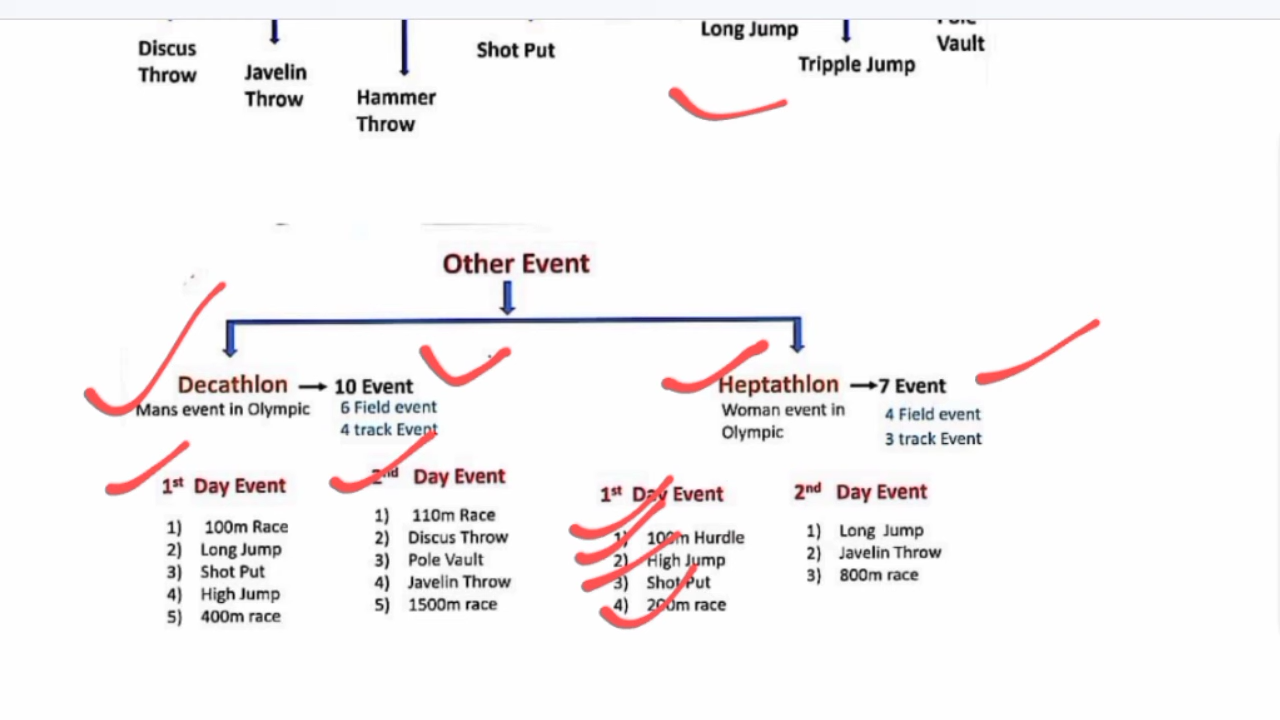 Discus
Throw
Javelin
Throw
Hammer
Throw
Shot Put
Long Jump
Tripple Jump
Pole
Vault
Other Event
Decathlon → 10 Event
Mans event in Olympic
6 Field event
4 track Event
Heptathlon → 7 Event
Woman event in
Olympic
4 Field event
3 track Event
1st Day Event
1) 100m Race
2) Long Jump
3) Shot Put
4) High Jump
5) 400m race
2nd Day Event
1) 110m Race
2) Discus Throw
3) Pole Vault
4) Javelin Throw
5) 1500m race
1st Day Event
1) 100m Hurdle
2) High Jump
3) Shot Put
4) 200m race
2nd Day Event
1) Long Jump
2) Javelin Throw
3) 800m race